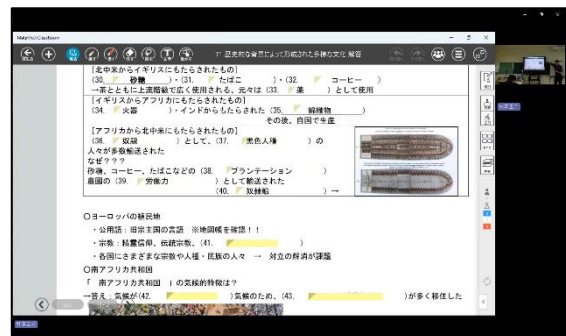 MetaMoji ClassRoom
71 歴史的な背景によって形成された多様な文化 解答
[北中米からイギリスにもたらされたもの]
(30. 砂糖 )・(31. たばこ )・(32. コーヒー )
→茶とともに上流階級で広く使用される、元々は (33. 薬 ) として使用
[イギリスからアフリカにもたらされたもの]
(34. 火器 )・インドからもたらされた (35. 綿織物 )
その後、自国で生産
[アフリカから北中米にもたらされたもの]
(36. 奴隷 ) として、(37. 黒色人種 ) の
人々が多数輸送された
なぜ???
砂糖、コーヒー、たばこなどの (38. プランテーション )
農園の (39. 労働力 ) として輸送された
(40. 奴隷船 ) →
〇ヨーロッパの植民地
・公用語:旧宗主国の言語 ※地図帳を確認!!
・宗教:精霊信仰、伝統宗教、(41. )
・各国にさまざまな宗教や人種・民族の人々 → 対立の解消が課題
〇南アフリカ共和国
「 南アフリカ共和国 」の気候的特徴は?
→答え:気候が(42. )気候のため、(43. )が多く移住した